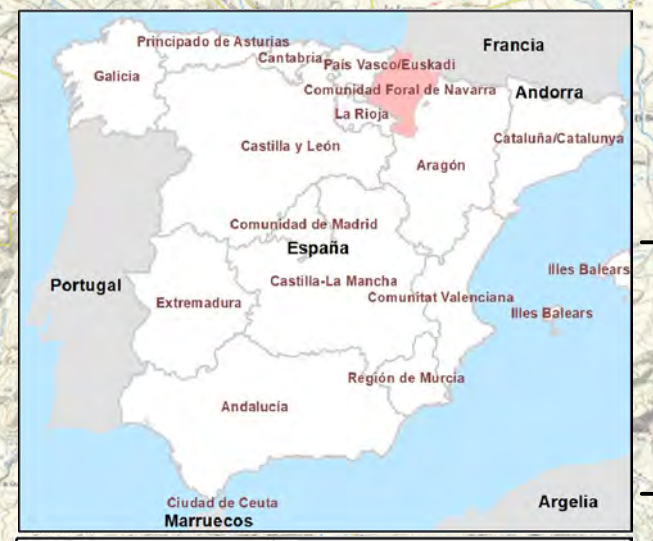 Francia
Principado de Asturias
Cantabria
País Vasco/Euskadi
Galicia
Comunidad Foral de Navarra
Andorra
La Rioja
Castilla y León
Cataluña/Catalunya
Aragón
Comunidad de Madrid
España
Illes Balears
Castilla-La Mancha
Portugal
Extremadura
Comunitat Valenciana
Illes Balears
Región de Murcia
Andalucía
Ciudad de Ceuta
Argelia
Marruecos